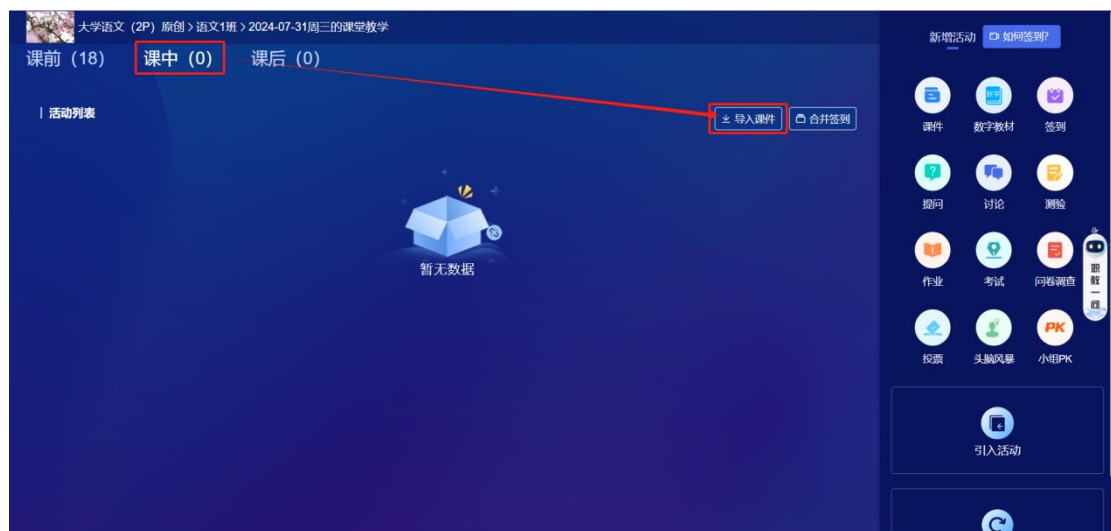 大学语文（2P）原创 > 语文1班 > 2024-07-31周三的课堂教学
课前（18） 课中（0） 课后（0）
活动列表
导入课件 合并签到
暂无数据
新增活动 如何签到?
课件 数字教材 签到
提问 讨论 测验
作业 考试 问卷调查
投票 头脑风暴 小组PK
PK
引入活动
职教一问